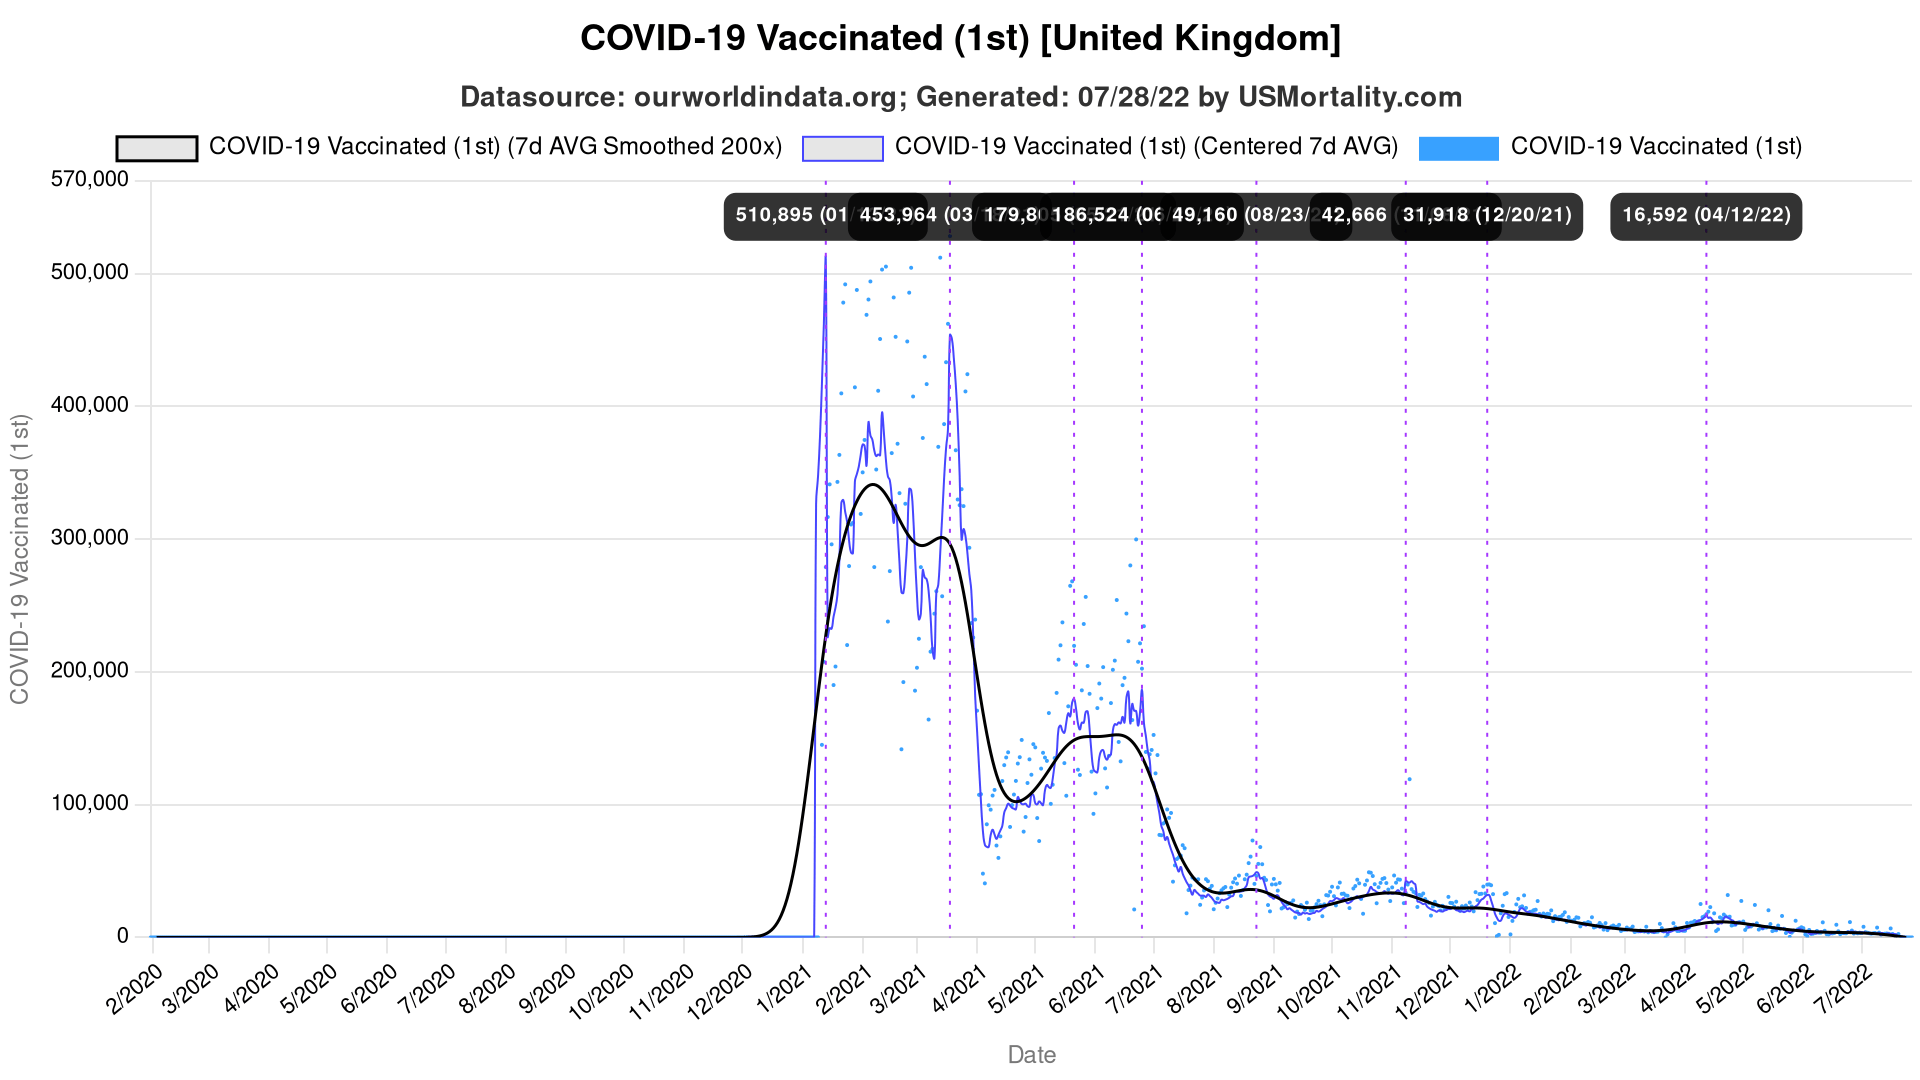 COVID-19 Vaccinated (1st) [United Kingdom]
Datasource: ourworldindata.org; Generated: 07/28/22 by USMortality.com
COVID-19 Vaccinated (1st) (7d AVG Smoothed 200x) COVID-19 Vaccinated (1st) (Centered 7d AVG) COVID-19 Vaccinated (1st)
570,000
510,895 (01/ 453,964 (03/ 179,80 186,524 (06 49,160 (08/23/2 42,666 31,918 (12/20/21) 16,592 (04/12/22)
500,000
400,000
300,000
200,000
100,000
0
COVID-19 Vaccinated (1st)
2/2020 3/2020 4/2020 5/2020 6/2020 7/2020 8/2020 9/2020 10/2020 11/2020 12/2020 1/2021 2/2021 3/2021 4/2021 5/2021 6/2021 7/2021 8/2021 9/2021 10/2021 11/2021 12/2021 1/2022 2/2022 3/2022 4/2022 5/2022 6/2022 7/2022
Date